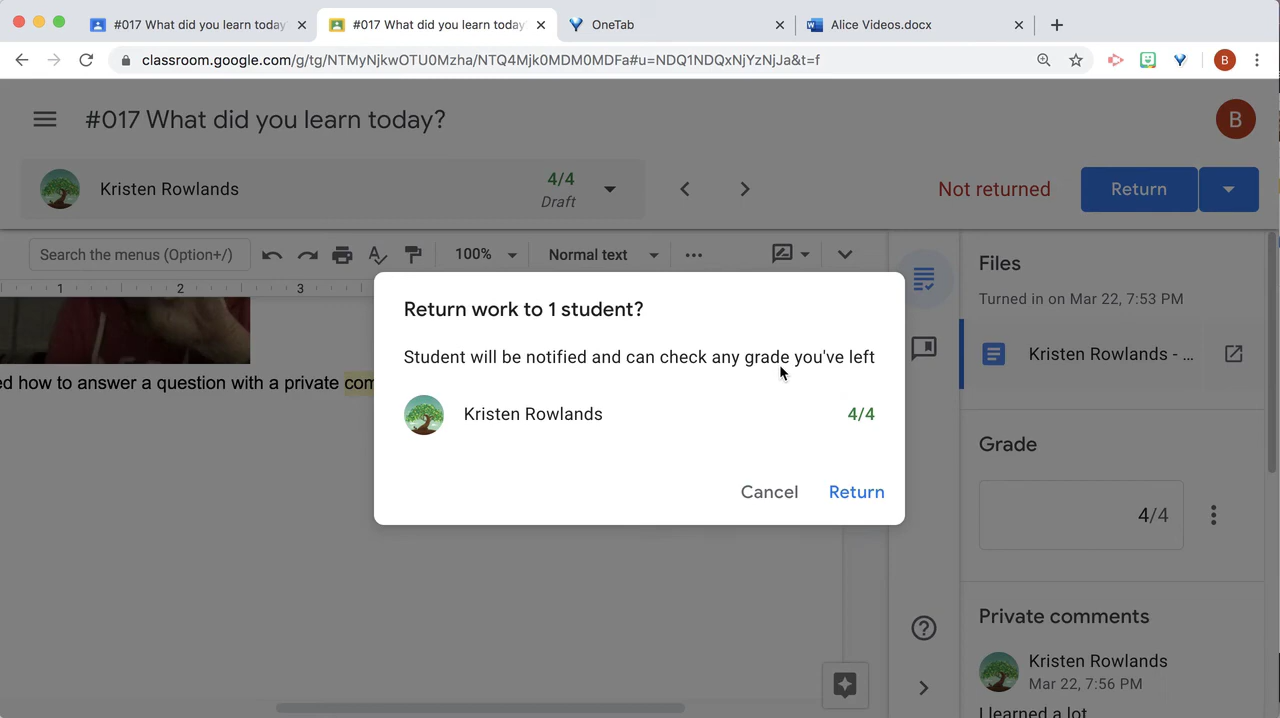 #017 What did you learn today
#017 What did you learn today
OneTab
Alice Videos.docx
classroom.google.com/g/tg/NTMyNjkwOTU0Mzha/NTQ4Mjk0MDM0MDFa#u=NDQ1NDQxNjYzNjJa&t=f
B
#017 What did you learn today?
B
Kristen Rowlands
4/4
Draft
Not returned
Return
Search the menus (Option+/)
100%
Normal text
1 2 3
Files
Turned in on Mar 22, 7:53 PM
Kristen Rowlands - ...
Return work to 1 student?
Student will be notified and can check any grade you've left
Kristen Rowlands 4/4
Cancel Return
ed how to answer a question with a private com
Grade
4/4
Private comments
Kristen Rowlands
Mar 22, 7:56 PM
I learned a lot